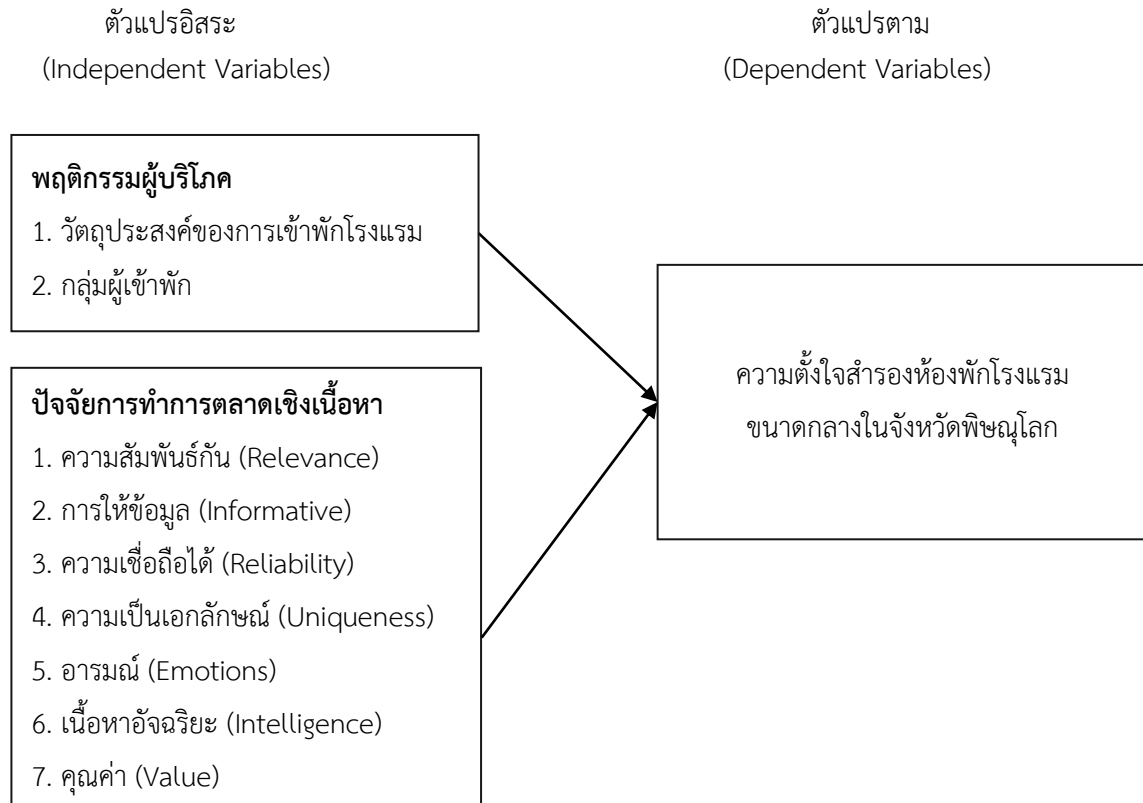 ตัวแปรอิสระ
(Independent Variables)
ตัวแปรตาม
(Dependent Variables)
พฤติกรรมผู้บริโภค
1. วัตถุประสงค์ของการเข้าพักโรงแรม
2. กลุ่มผู้เข้าพัก
ปัจจัยการทำการตลาดเชิงเนื้อหา
1. ความสัมพันธ์กัน (Relevance)
2. การให้ข้อมูล (Informative)
3. ความเชื่อถือได้ (Reliability)
4. ความเป็นเอกลักษณ์ (Uniqueness)
5. อารมณ์ (Emotions)
6. เนื้อหาอัจฉริยะ (Intelligence)
7. คุณค่า (Value)
ความตั้งใจสำรองห้องพักโรงแรม
ขนาดกลางในจังหวัดพิษณุโลก